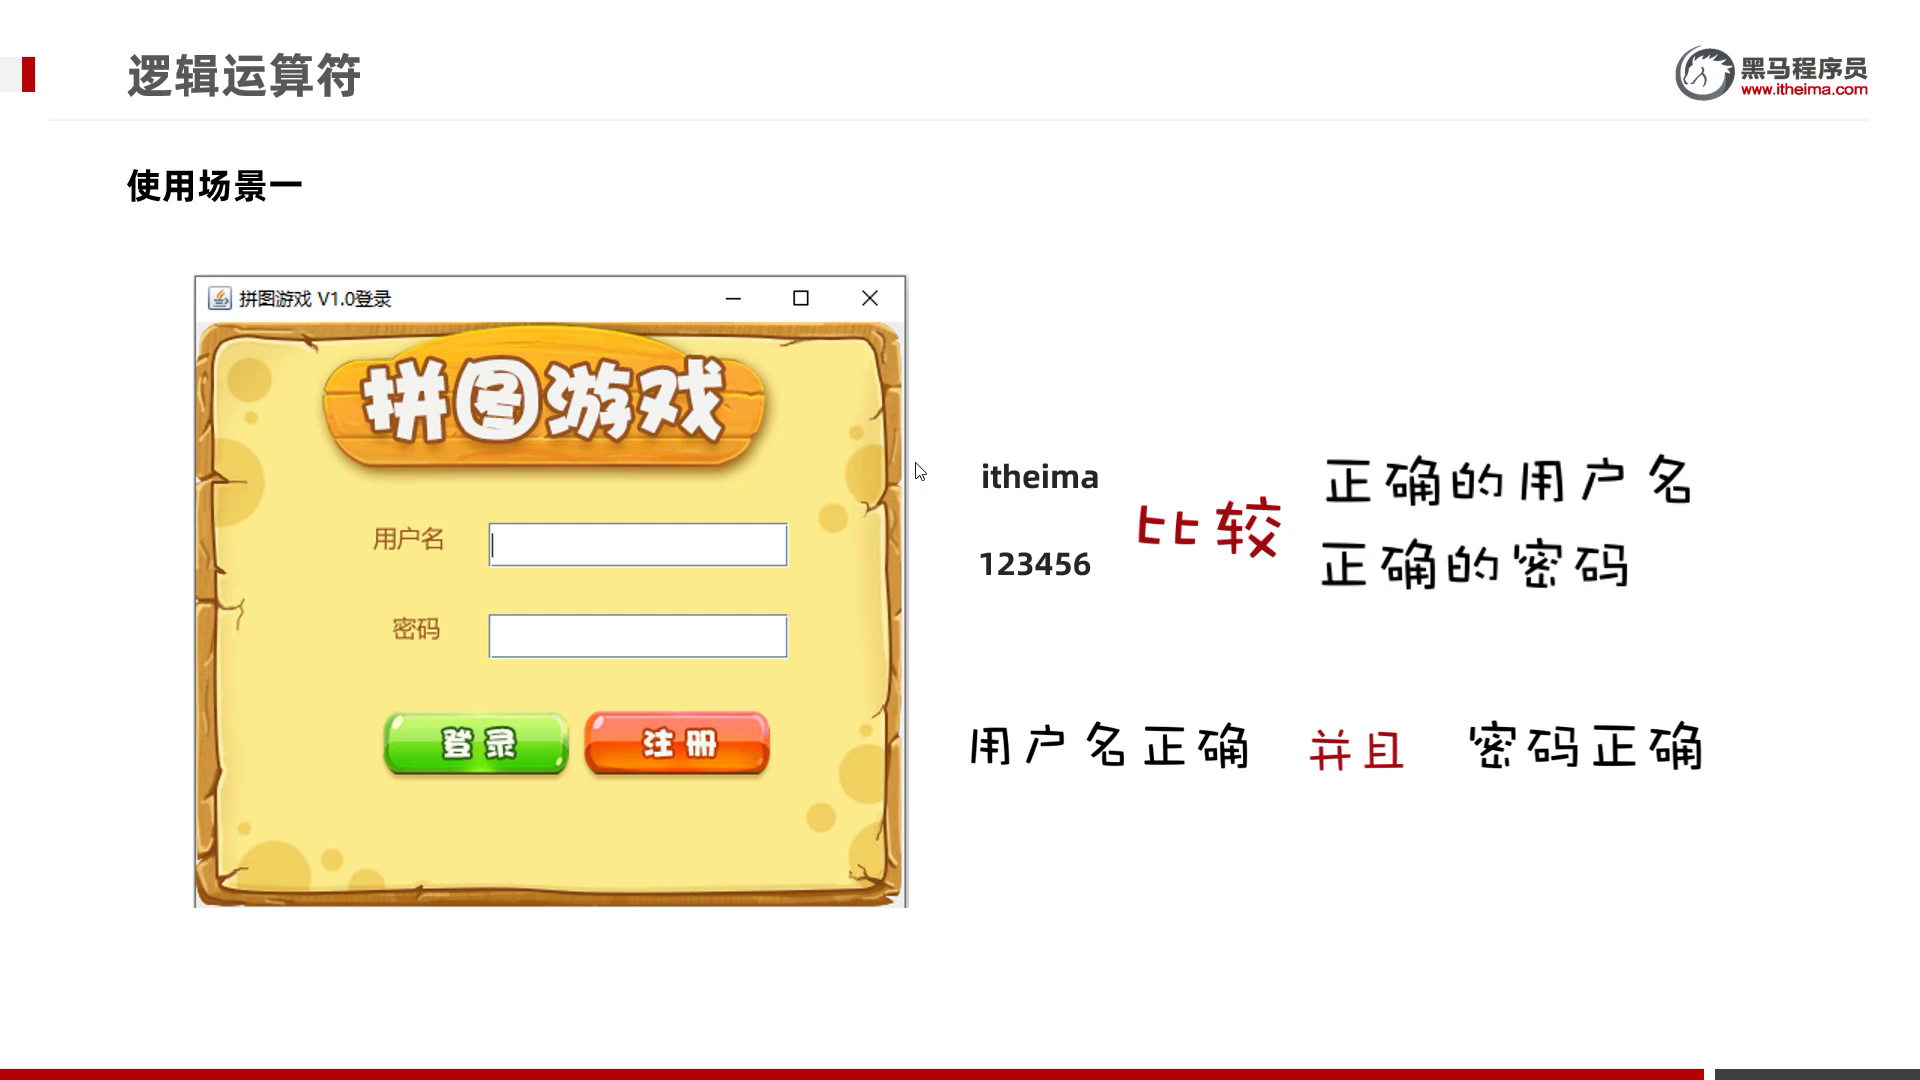 逻辑运算符
黑马程序员
www.itheima.com
使用场景一
拼图游戏 V1.0登录
拼图游戏
用户名
密码
登录
注册
itheima
123456
比较
正确的用户名
正确的密码
用户名正确 并且 密码正确